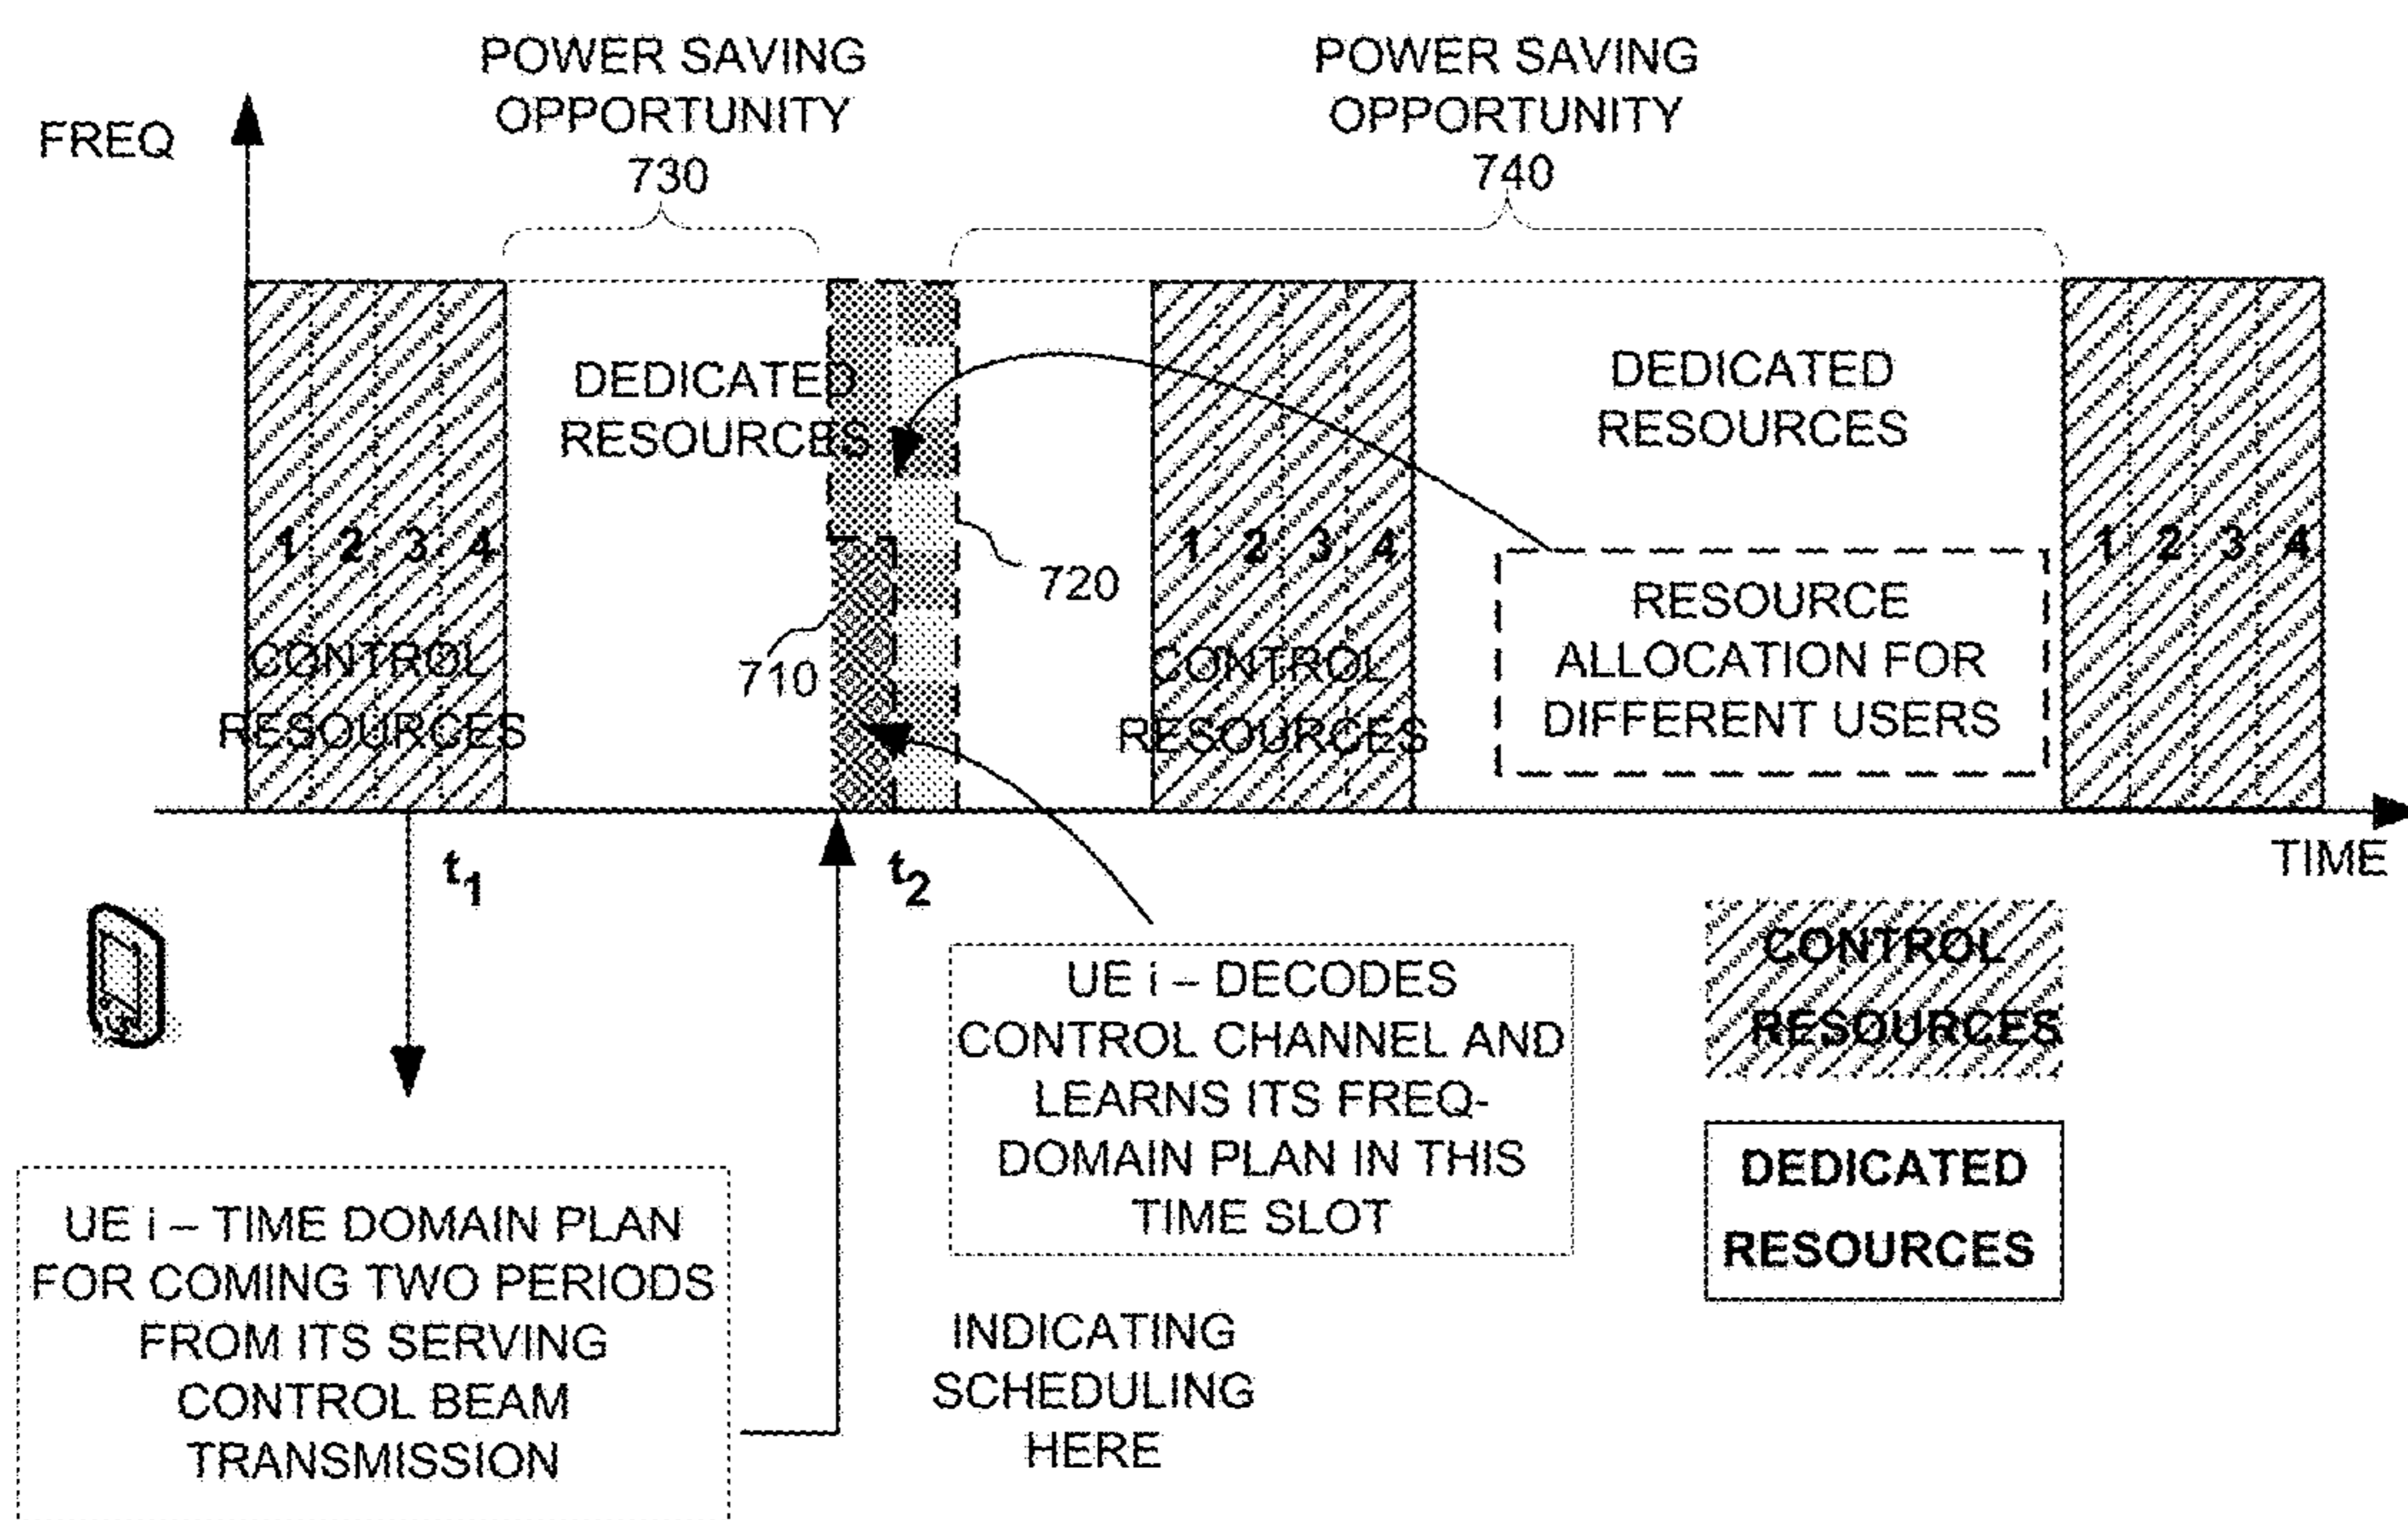 POWER SAVING
OPPORTUNITY
730
POWER SAVING
OPPORTUNITY
740
FREQ
DEDICATED
RESOURCES
DEDICATED
RESOURCES
1 2 3 4
1 2 3 4
1 2 3 4
CONTROL
RESOURCES
710
720
CONTROL
RESOURCES
RESOURCE
ALLOCATION FOR
DIFFERENT USERS
TIME
t1
t2
UE i – DECODES
CONTROL CHANNEL AND
LEARNS ITS FREQ-
DOMAIN PLAN IN THIS
TIME SLOT
CONTROL
RESOURCES
DEDICATED
RESOURCES
UE i – TIME DOMAIN PLAN
FOR COMING TWO PERIODS
FROM ITS SERVING
CONTROL BEAM
TRANSMISSION
INDICATING
SCHEDULING
HERE